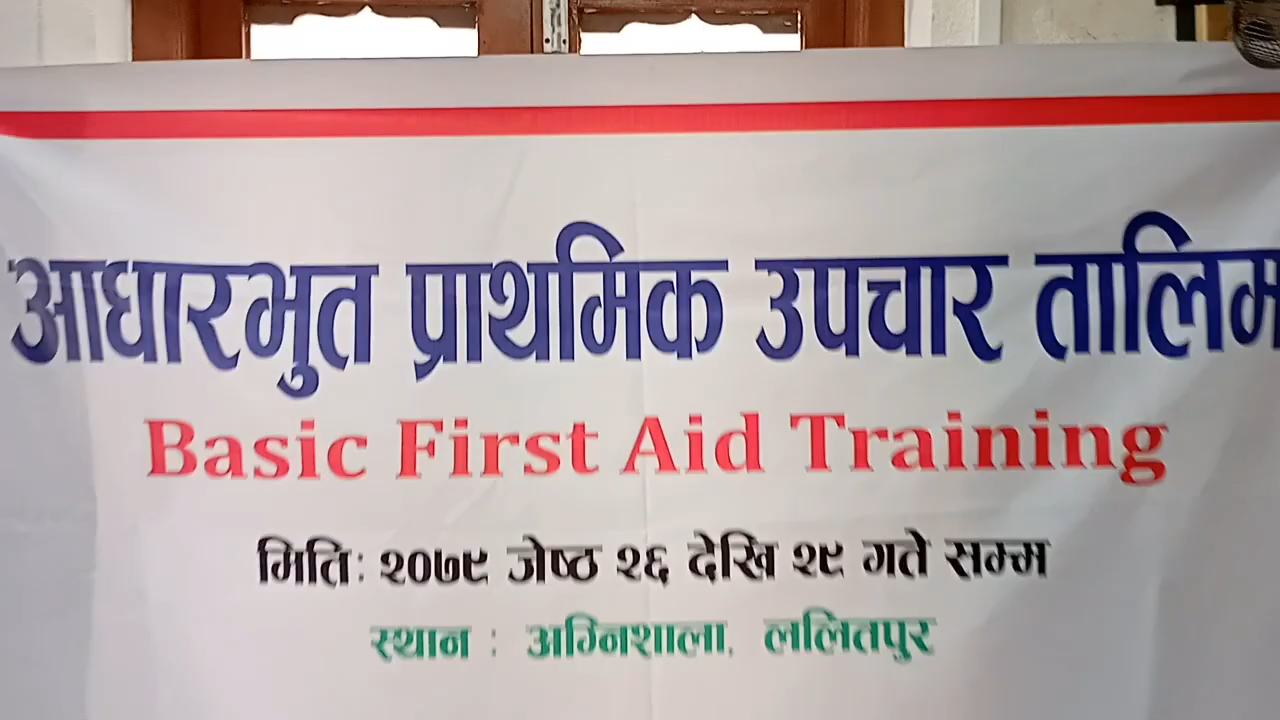 आधारभुत प्राथमिक उपचार तालिम
Basic First Aid Training
मिति: २०७९ जेष्ठ २६ देखि २९ गते सम्म
स्थान : अग्निशाला, ललितपुर